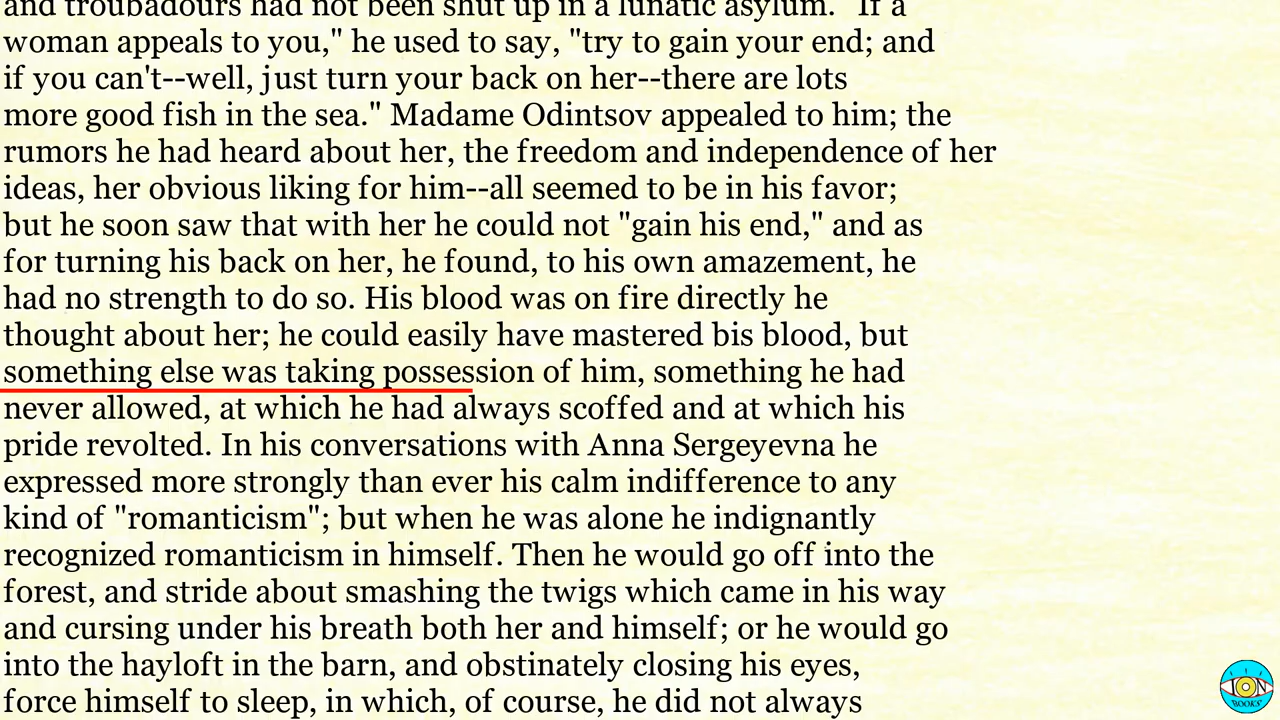 and troubadours had not been shut up in a lunatic asylum. "If a
woman appeals to you," he used to say, "try to gain your end; and
if you can't--well, just turn your back on her--there are lots
more good fish in the sea." Madame Odintsov appealed to him; the
rumors he had heard about her, the freedom and independence of her
ideas, her obvious liking for him--all seemed to be in his favor;
but he soon saw that with her he could not "gain his end," and as
for turning his back on her, he found, to his own amazement, he
had no strength to do so. His blood was on fire directly he
thought about her; he could easily have mastered bis blood, but
something else was taking possession of him, something he had
never allowed, at which he had always scoffed and at which his
pride revolted. In his conversations with Anna Sergeyevna he
expressed more strongly than ever his calm indifference to any
kind of "romanticism"; but when he was alone he indignantly
recognized romanticism in himself. Then he would go off into the
forest, and stride about smashing the twigs which came in his way
and cursing under his breath both her and himself; or he would go
into the hayloft in the barn, and obstinately closing his eyes,
force himself to sleep, in which, of course, he did not always
ION
BOOKS